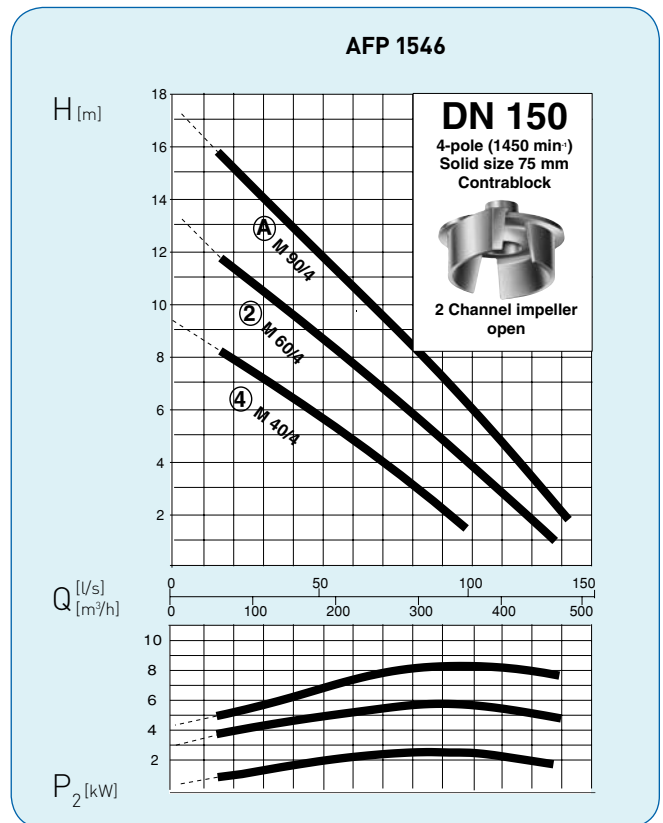 AFP 1546
H [m]
18
16
14
12
10
8
6
4
2
DN 150
4-pole (1450 min-1)
Solid size 75 mm
Contrablock
2 Channel impeller
open
A M 90/4
2 M 60/4
4 M 40/4
Q [l/s]
0 50 100 150
[m³/h]
0 100 200 300 400 500
10
8
6
4
2
P2 [kW]